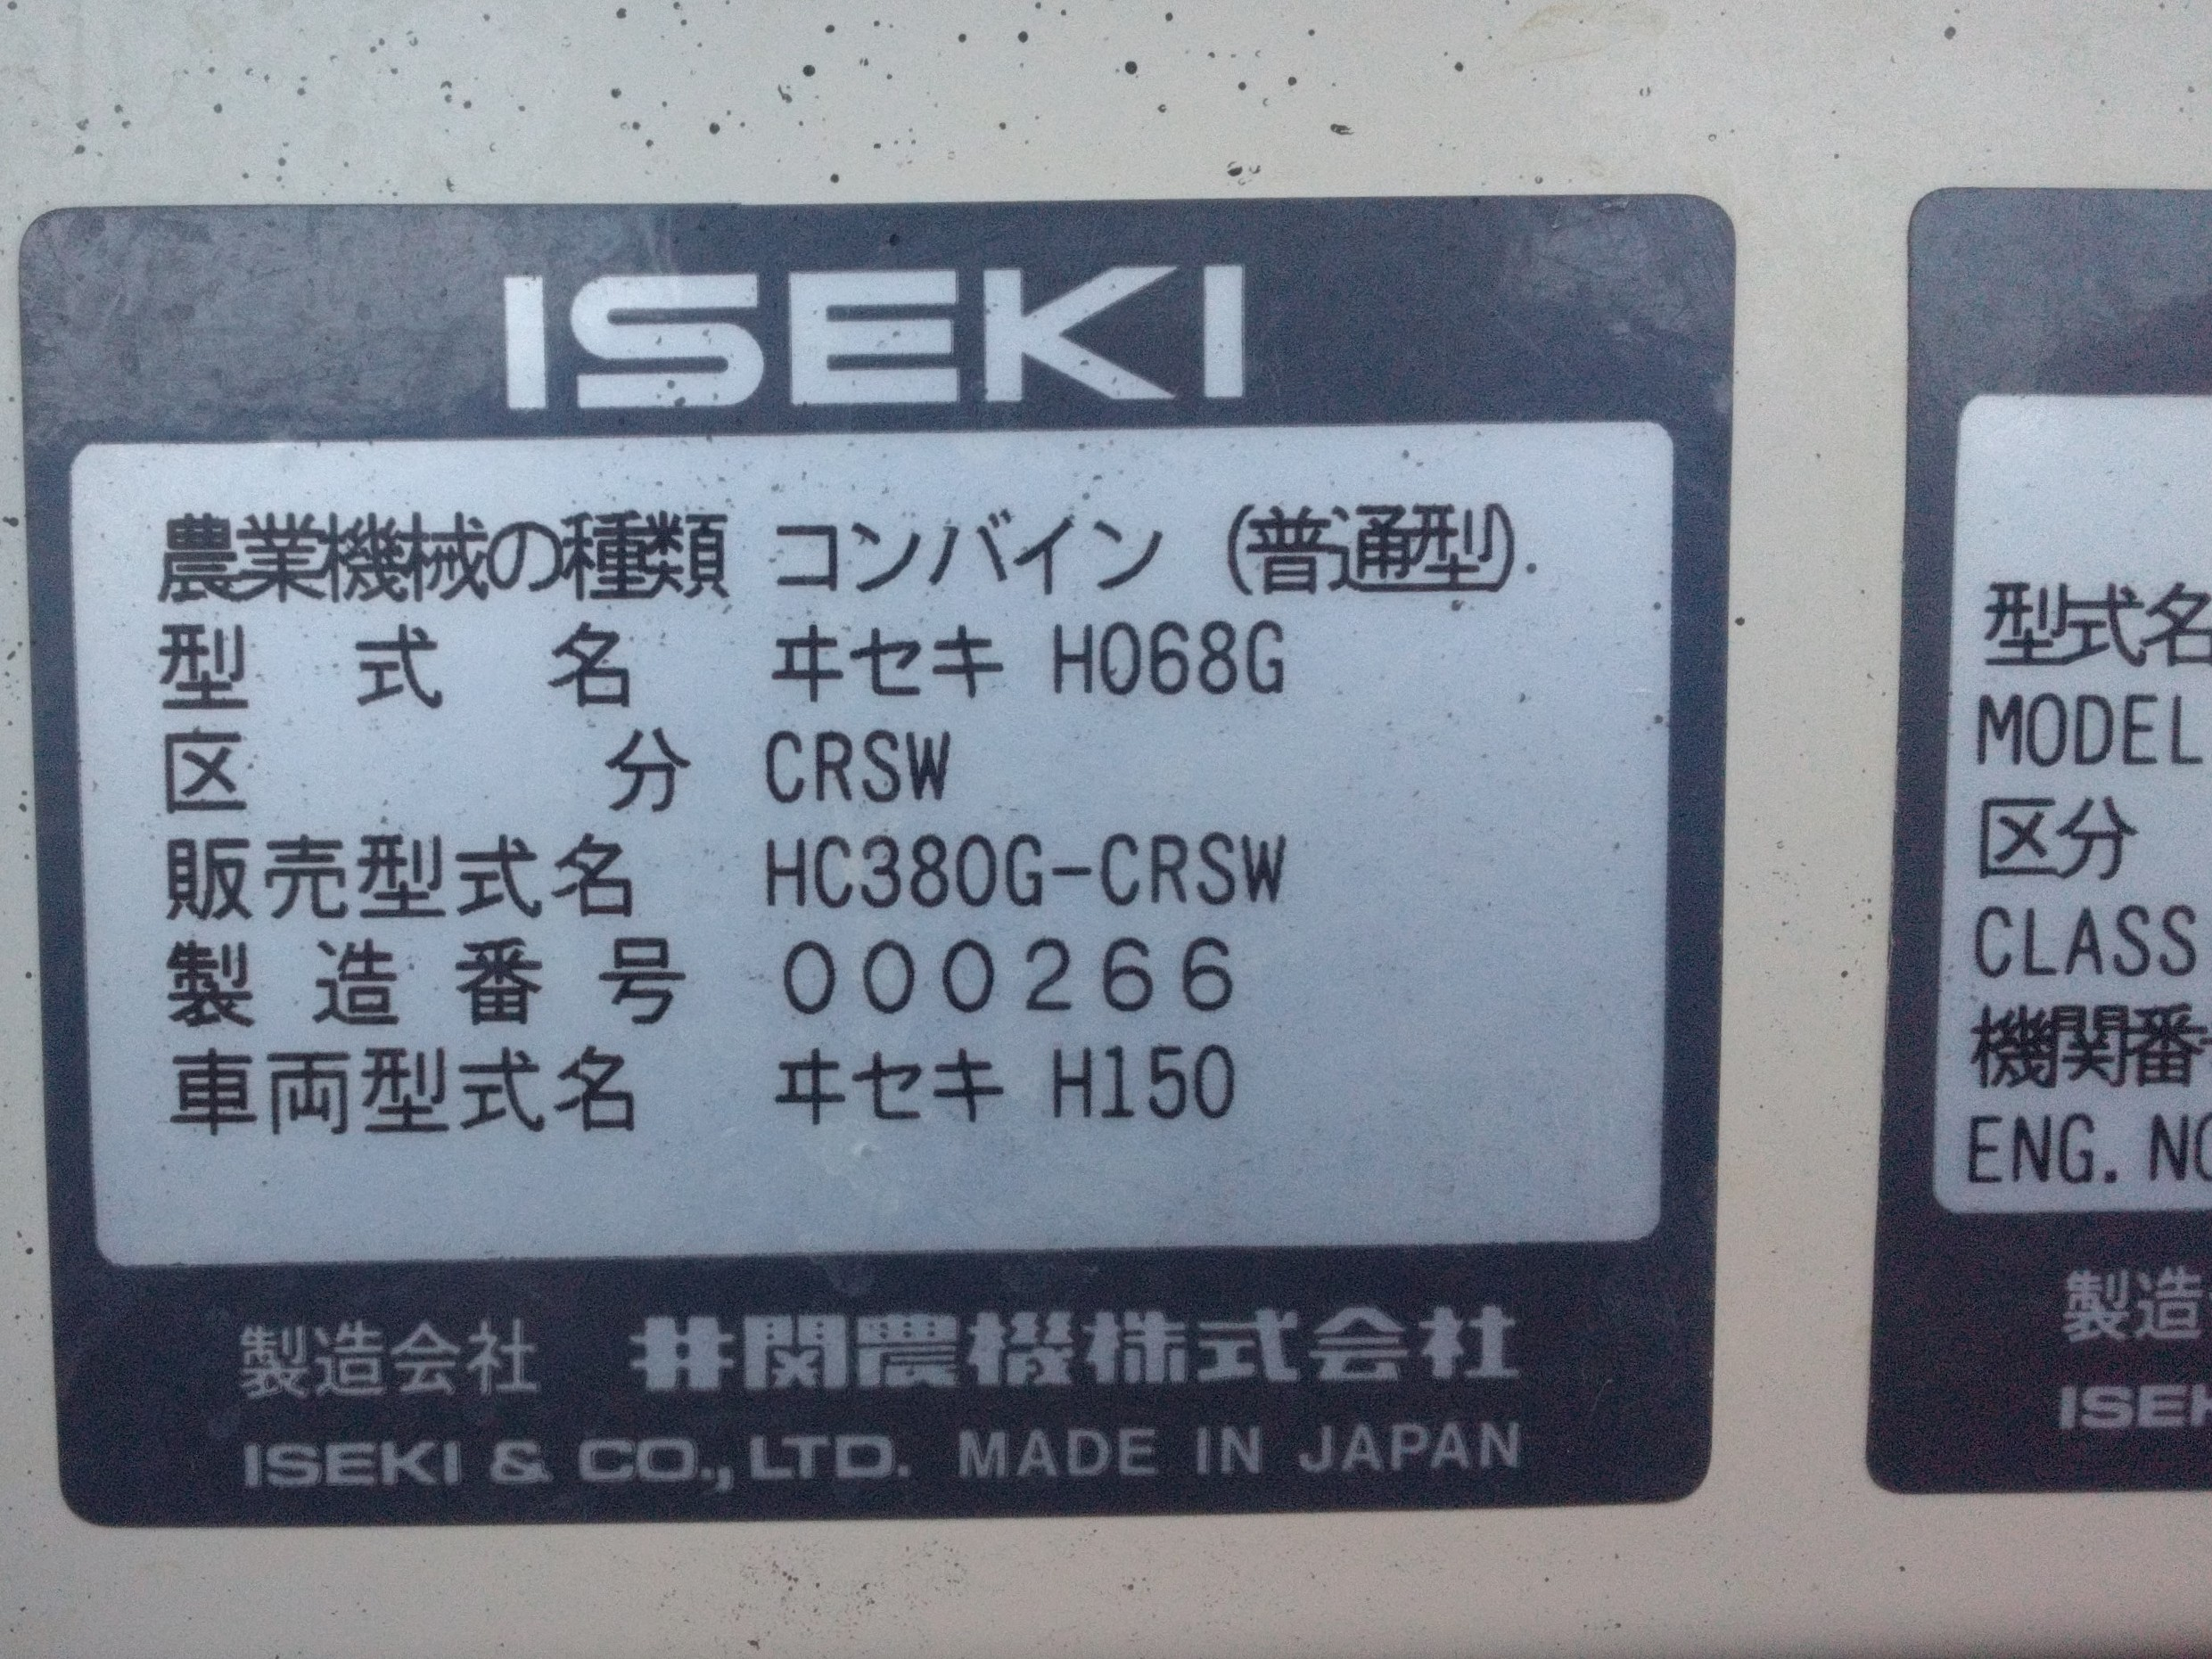 ISEKI
農業機械の種類 コンバイン (普通型).
型式名 ヰセキ H068G
区分 CRSW
販売型式名 HC380G-CRSW
製造番号 000266
車両型式名 ヰセキ H150
製造会社 井関農機株式会社
ISEKI & CO., LTD. MADE IN JAPAN
型式名
MODEL
区分
CLASS
機関番
ENG. NO
製造
ISEK